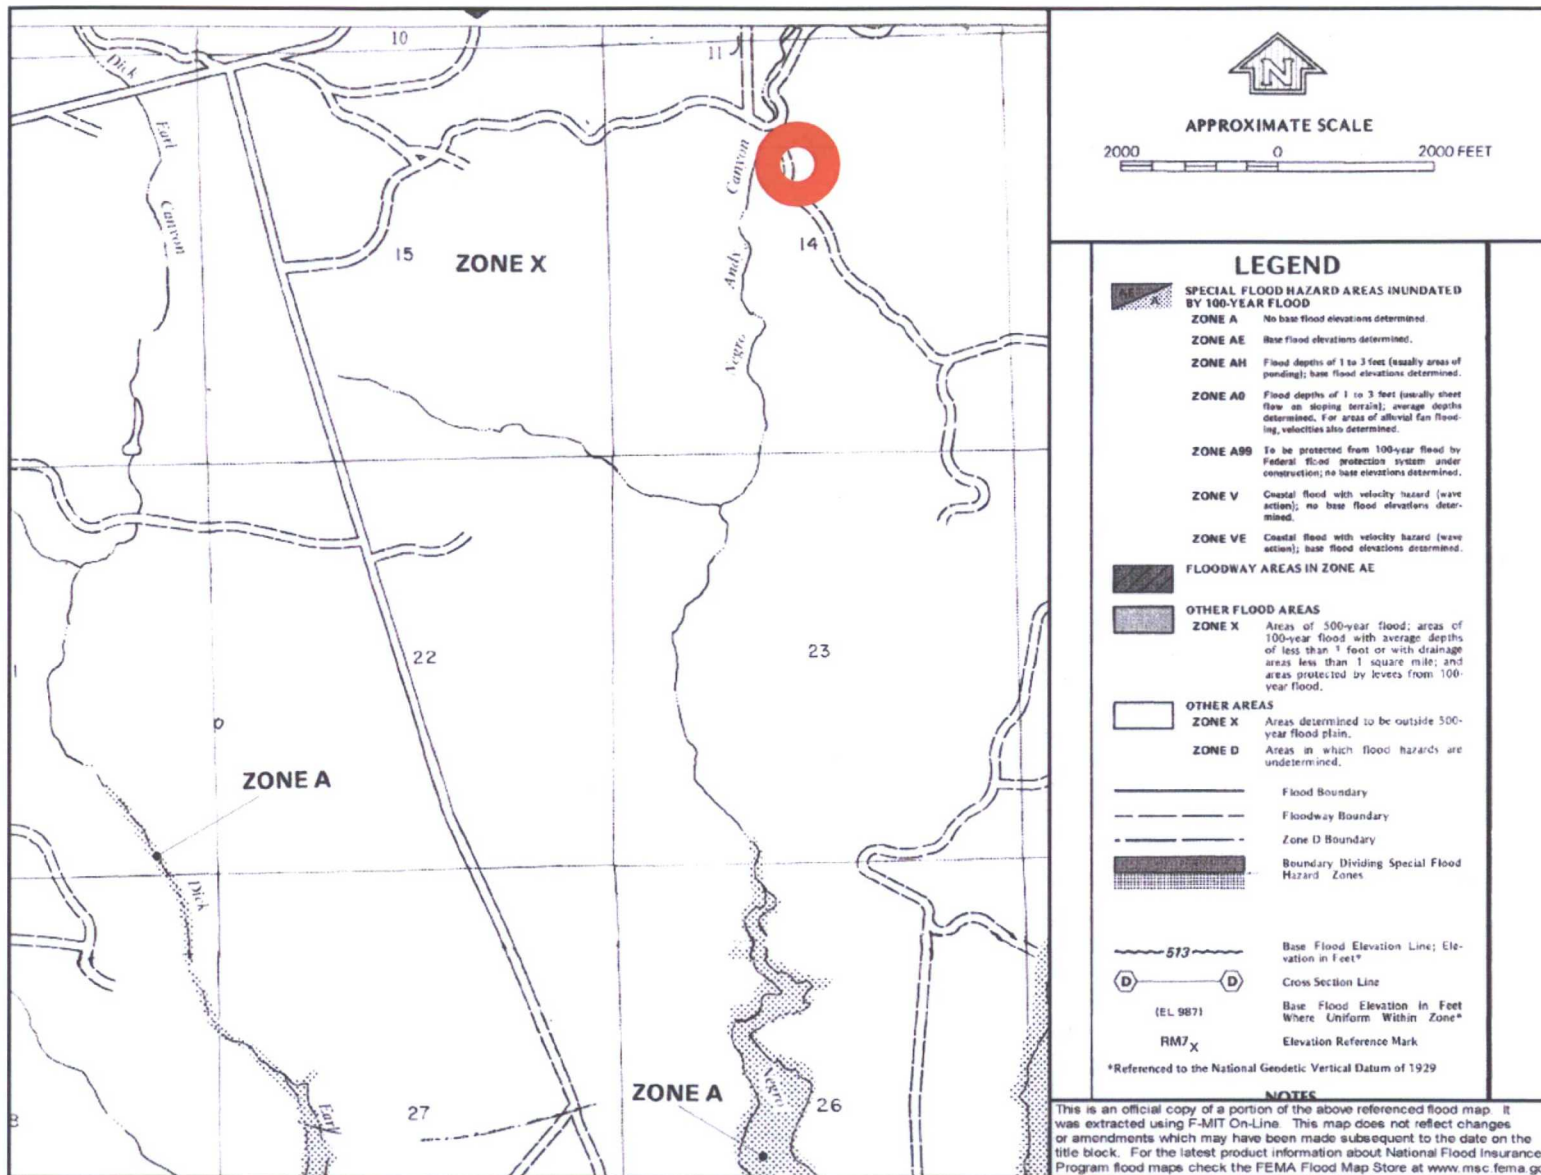 10
11
Dick
Earl
Canyon
Canyon
Andy
Negro
15
ZONE X
14
22
23
ZONE A
Dick
Early
27
ZONE A
Negro
26
8
N
APPROXIMATE SCALE
2000 0 2000 FEET
LEGEND
SPECIAL FLOOD HAZARD AREAS INUNDATED
BY 100-YEAR FLOOD
ZONE A No base flood elevations determined.
ZONE AE Base flood elevations determined.
ZONE AH Flood depths of 1 to 3 feet (usually areas of
ponding); base flood elevations determined.
ZONE A0 Flood depths of 1 to 3 feet (usually sheet
flow on sloping terrain); average depths
determined. For areas of alluvial fan flood-
ing, velocities also determined.
ZONE A99 To be protected from 100-year flood by
Federal flood protection system under
construction; no base elevations determined.
ZONE V Coastal flood with velocity hazard (wave
action); no base flood elevations deter-
mined.
ZONE VE Coastal flood with velocity hazard (wave
action); base flood elevations determined.
FLOODWAY AREAS IN ZONE AE
OTHER FLOOD AREAS
ZONE X Areas of 500-year flood; areas of
100-year flood with average depths
of less than 1 foot or with drainage
areas less than 1 square mile; and
areas protected by levees from 100-
year flood.
OTHER AREAS
ZONE X Areas determined to be outside 500-
year flood plain.
ZONE D Areas in which flood hazards are
undetermined.
Flood Boundary
Floodway Boundary
Zone D Boundary
Boundary Dividing Special Flood
Hazard Zones
513 Base Flood Elevation Line; Ele-
vation in Feet*
D D Cross Section Line
(EL 987) Base Flood Elevation in Feet
Where Uniform Within Zone*
RM7X Elevation Reference Mark
*Referenced to the National Geodetic Vertical Datum of 1929
NOTES
This is an official copy of a portion of the above referenced flood map. It
was extracted using F-MIT On-Line. This map does not reflect changes
or amendments which may have been made subsequent to the date on the
title block. For the latest product information about National Flood Insurance
Program flood maps check the FEMA Flood Map Store at www.msc.fema.go